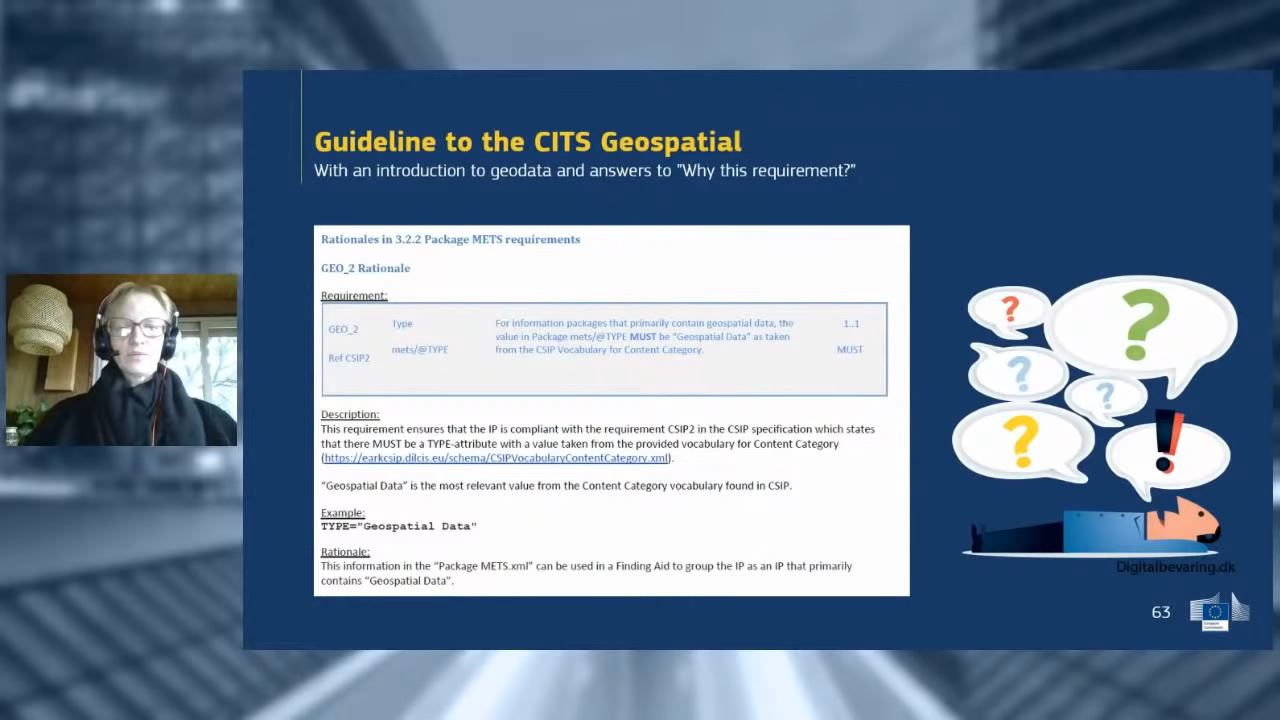 Guideline to the CITS Geospatial
With an introduction to geodata and answers to "Why this requirement?"
Rationales in 3.2.2 Package METS requirements
GEO_2 Rationale
Requirement:
GEO_2
Ref CSIP2
Type
mets/@TYPE
For information packages that primarily contain geospatial data, the
value in Package mets/@TYPE MUST be "Geospatial Data" as taken
from the CSIP Vocabulary for Content Category.
1..1
MUST
Description:
This requirement ensures that the IP is compliant with the requirement CSIP2 in the CSIP specification which states
that there MUST be a TYPE-attribute with a value taken from the provided vocabulary for Content Category
(https://earkcsip.dilcis.eu/schema/CSIPVocabularyContentCategory.xml).
"Geospatial Data" is the most relevant value from the Content Category vocabulary found in CSIP.
Example:
TYPE="Geospatial Data"
Rationale:
This information in the "Package METS.xml" can be used in a Finding Aid to group the IP as an IP that primarily
contains "Geospatial Data".
? ? ? ? ? !
Digitalbevaring.dk
63